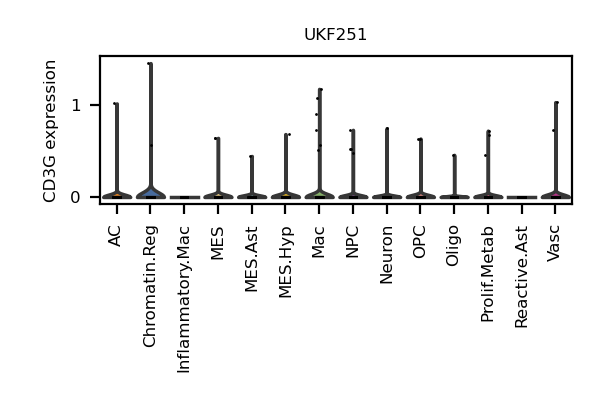 UKF251
CD3G expression
1
0
AC
Chromatin.Reg
Inflammatory.Mac
MES
MES.Ast
MES.Hyp
Mac
NPC
Neuron
OPC
Oligo
Prolif.Metab
Reactive.Ast
Vasc